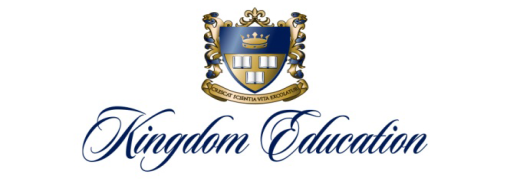 CRESCAT SCIENTIA VITA EXCOLATUR
Kingdom Education